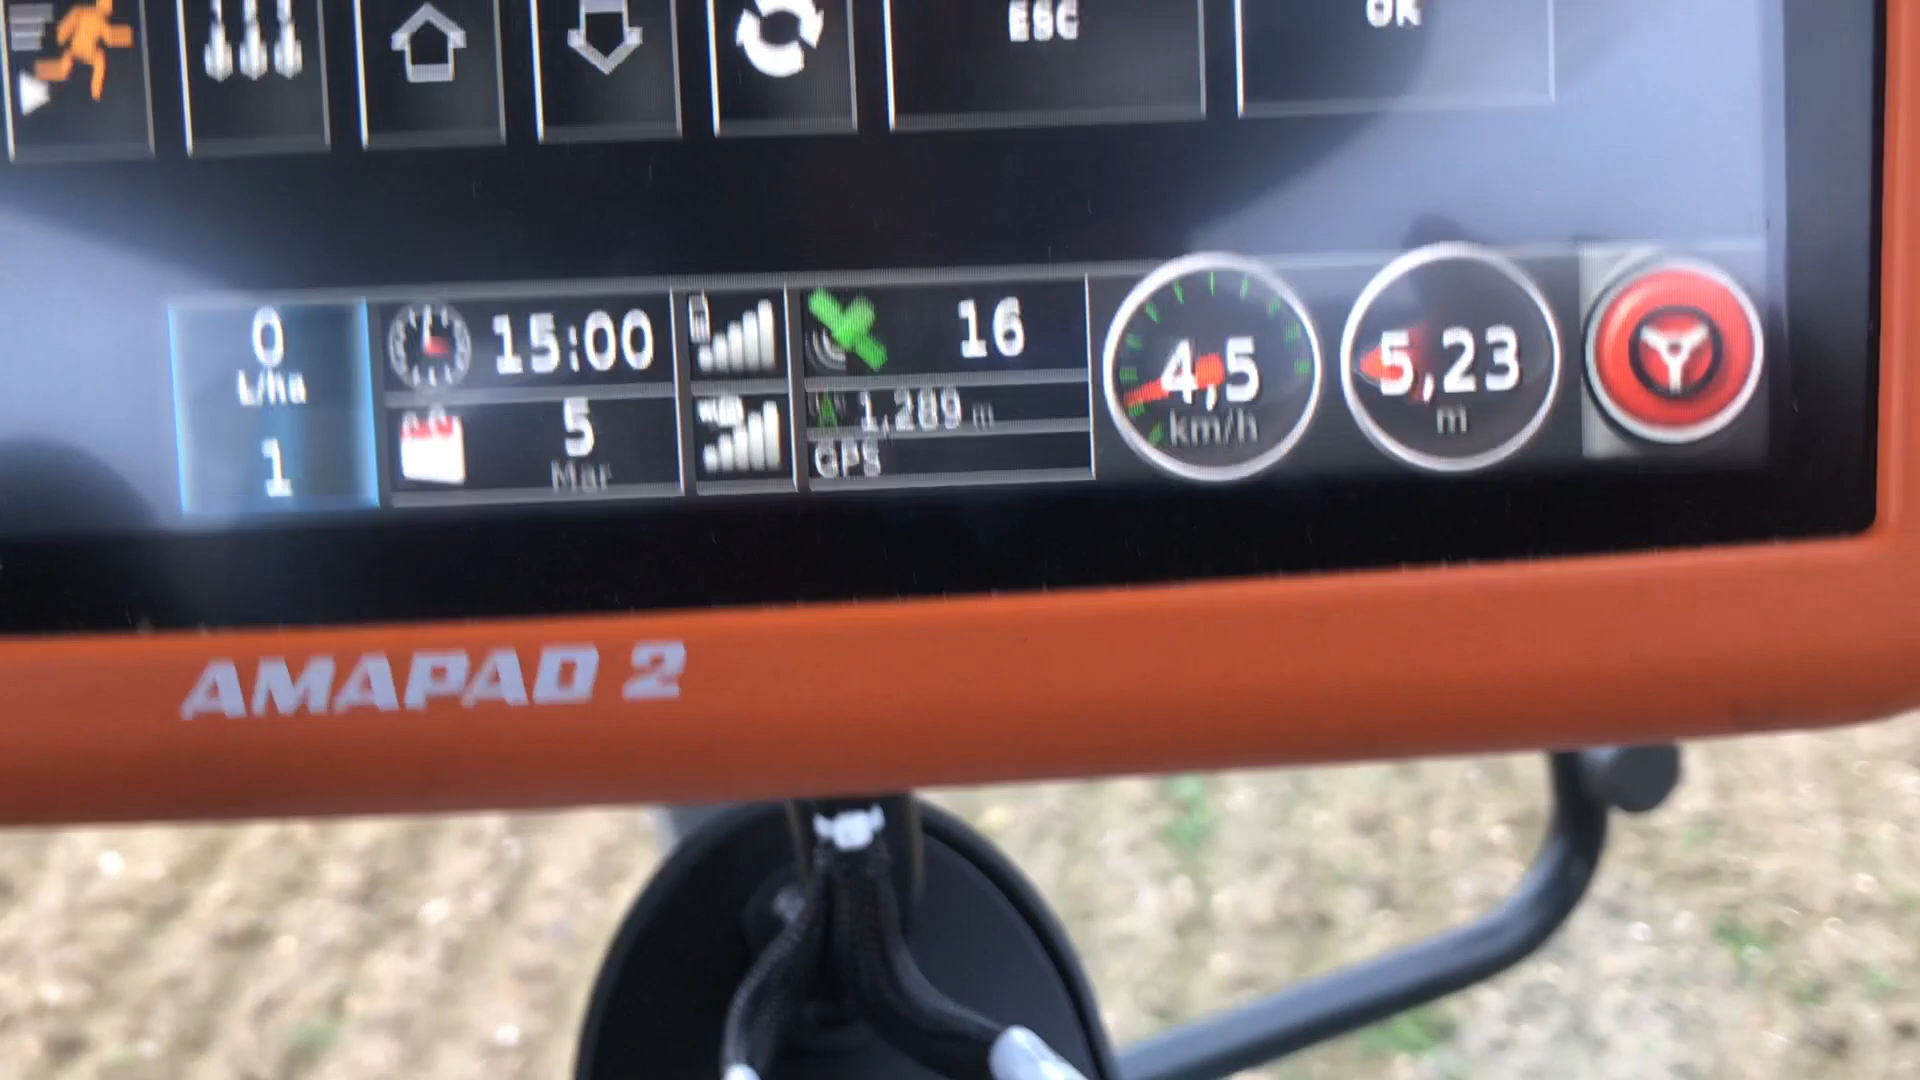 ESC
OK
0
L/ha
1
15:00
5
Mar
16
1,289 m
GPS
4,5
km/h
5,23
m
AMAPAD 2